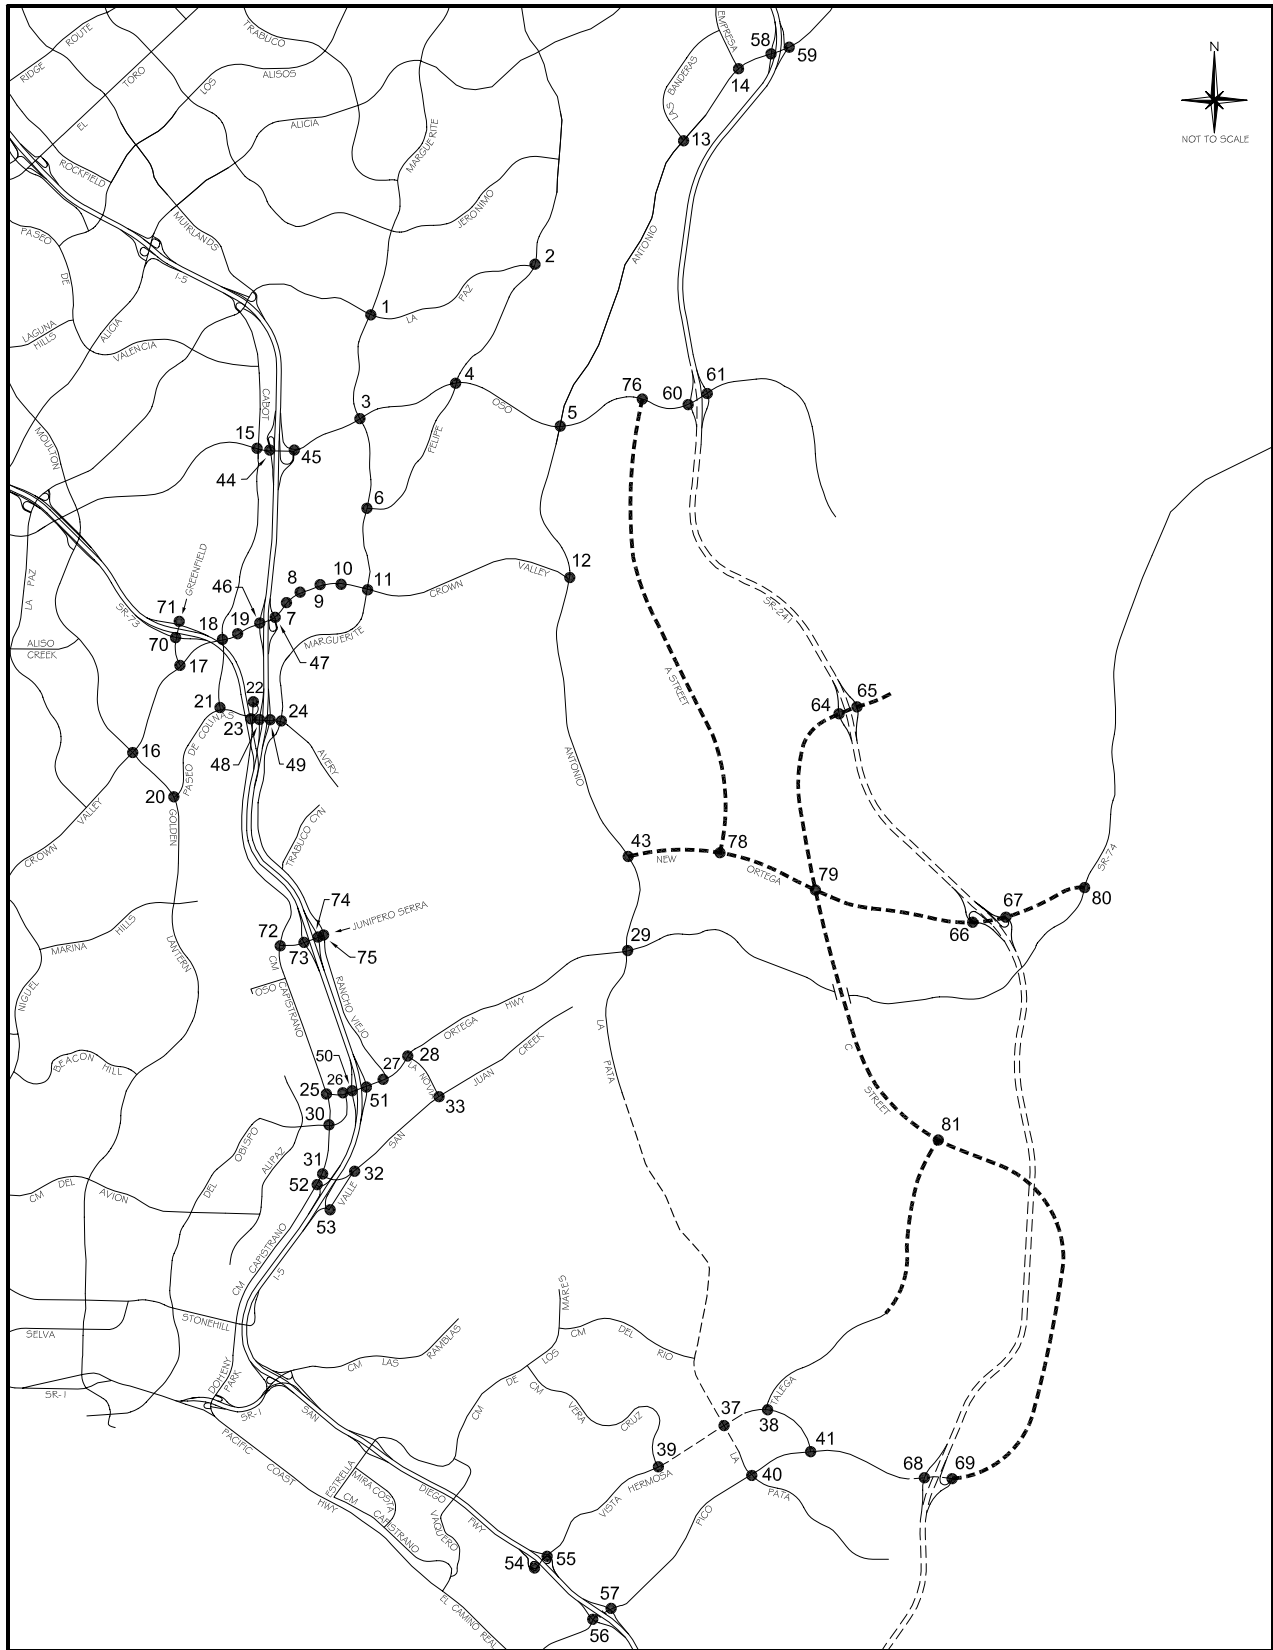 TRABUCO
EMPRESA
58
59
N
ROUTE
RIDGE
TORO
LOS
ALISOS
LAS BANDERAS
14
NOT TO SCALE
EL
ALICIA
MARGUERITE
13
ROCKFIELD
JERONIMO
MUIRLANDS
PASEO
DE
ANTONIO
2
I-5
LA
PAZ
1
LAGUNA
HILLS
ALICIA
VALENCIA
4
61
76
60
CABOT
3
OSO
5
MOULTON
15
FELIPE
45
44
6
GREENFIELD
12
VALLEY
10
8
9
11
CROWN
46
7
LA PAZ
SR-73
71
SR-241
18
19
MARGUERITE
70
ALISO
CREEK
17
47
A STREET
22
65
64
21
23
24
PASEO DE COLINAS
48
49
AVERY
16
ANTONIO
20
GOLDEN
VALLEY
CROWN
TRABUCO CYN
43
78
NEW
ORTEGA
SR-74
79
80
74
67
JUNIPERO SERRA
66
HILLS
MARINA
72
73
75
29
LANTERN
CM
CAPISTRANO
OSO
RANCHO VIEJO
NIGUEL
ORTEGA
HWY
LA
PATA
C
STREET
CREEK
JUAN
50
27
28
BEACON
HILL
LA NOVIA
26
25
51
33
30
81
OBISPO
DEL
ALIPAZ
SAN
31
32
52
VALLE
53
CM
DEL
AVION
CM CAPISTRANO
I-5
MARES
STONEHILL
SELVA
RAMBLAS
CM
LAS
CM
DEL
RIO
LOS
DE
CM
DOHENY
PARK
SR-1
SR-1
SAN
CM
VERA
CRUZ
TALEGA
37
38
PACIFIC
COAST
HWY
39
LA
41
40
68
69
ESTRELLA
MIRA COSTA
DIEGO
FWY
VISTA
HERMOSA
PATA
PICO
CM
CAPISTRANO
VAQUERO
54
55
57
56
EL CAMINO REAL